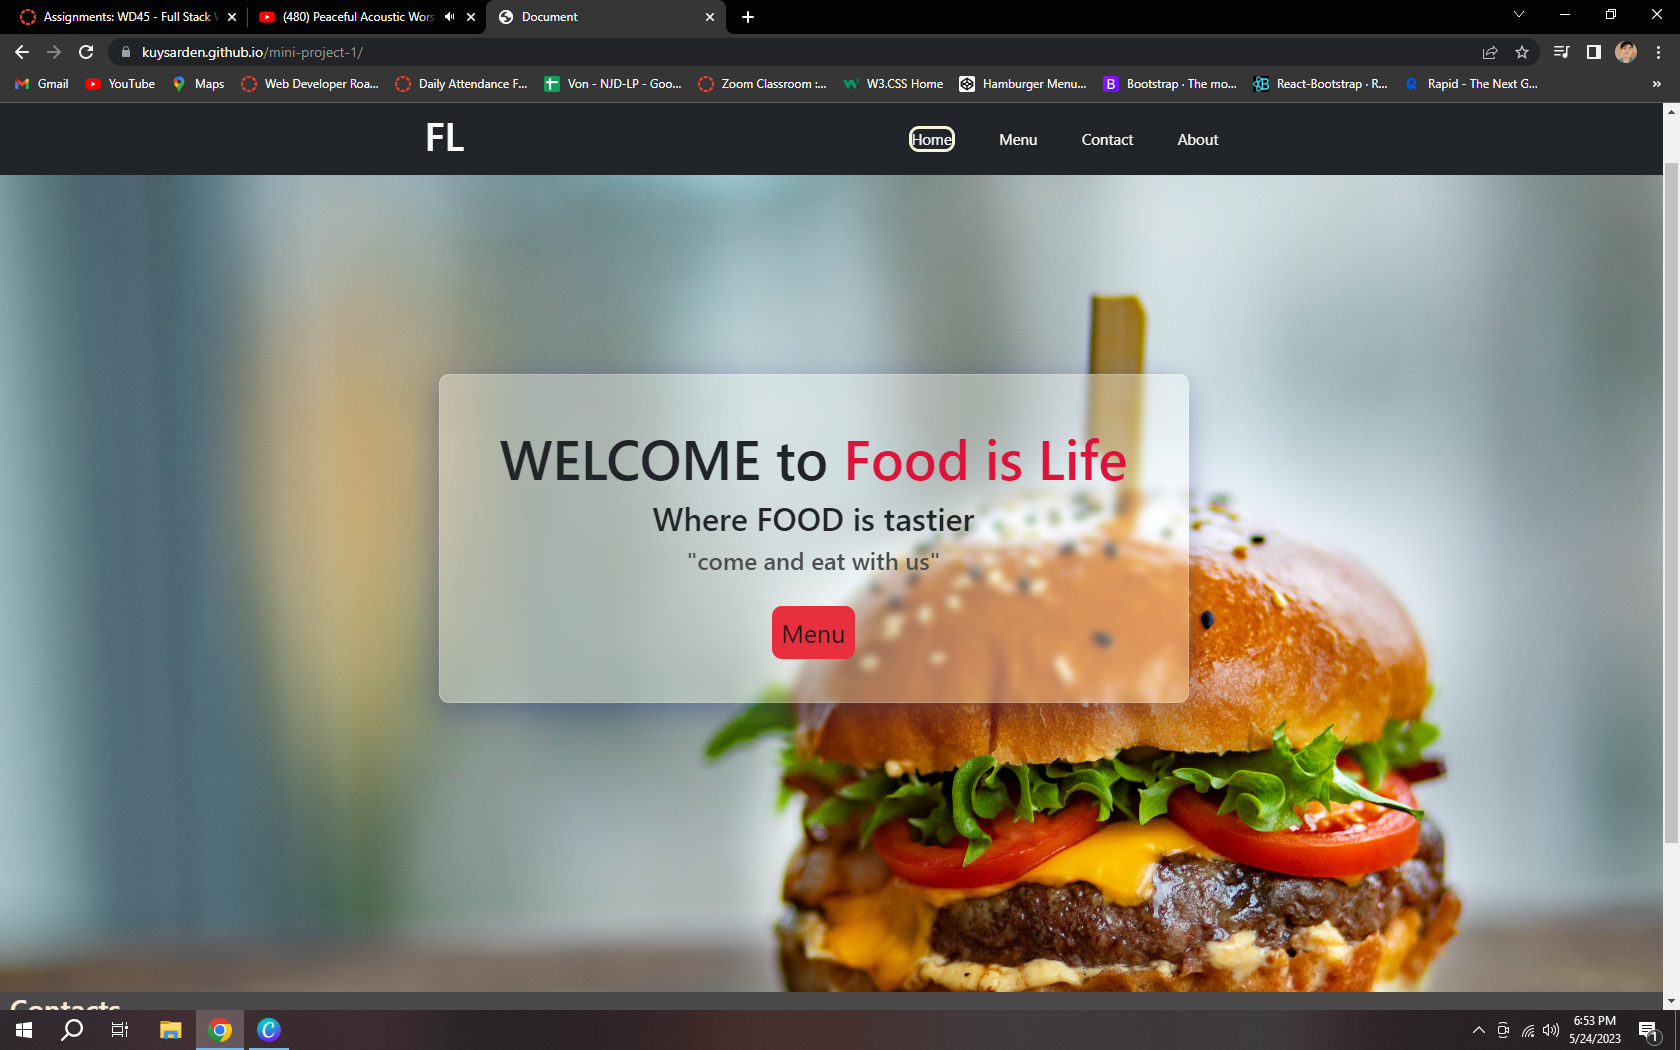 Assignments: WD45 - Full Stack
(480) Peaceful Acoustic Wors
Document
kuysarden.github.io/mini-project-1/
Gmail
YouTube
Maps
Web Developer Roa...
Daily Attendance F...
Von - NJD-LP - Goo...
Zoom Classroom :...
W3.CSS Home
Hamburger Menu...
Bootstrap · The mo...
React-Bootstrap · R...
Rapid - The Next G...
FL
Home
Menu
Contact
About
WELCOME to Food is Life
Where FOOD is tastier
"come and eat with us"
Menu
Contacts
6:53 PM
5/24/2023
1